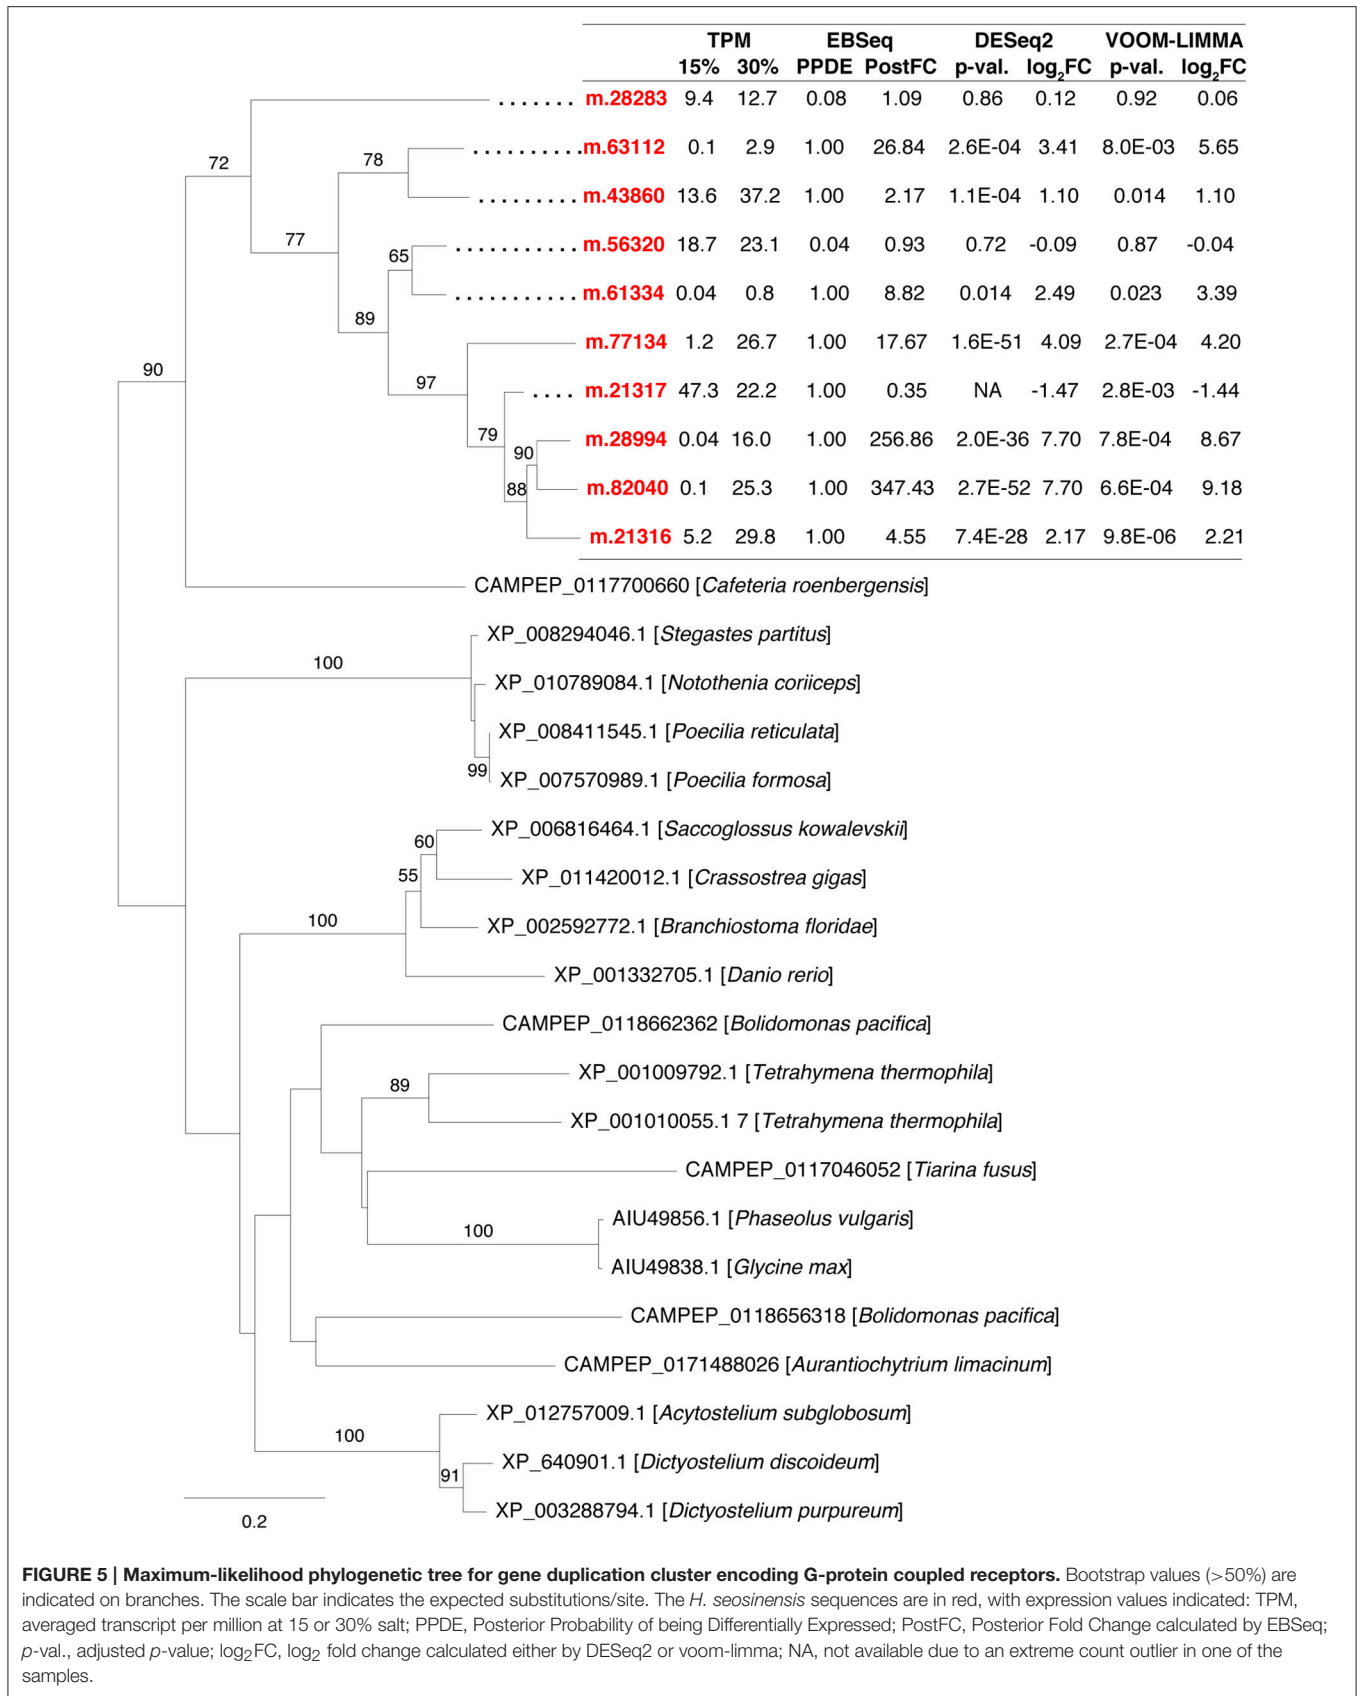 TPM EBSeq DESeq2 VOOM-LIMMA
15% 30% PPDE PostFC p-val. log2FC p-val. log2FC
....... m.28283 9.4 12.7 0.08 1.09 0.86 0.12 0.92 0.06
72
78
..........m.63112 0.1 2.9 1.00 26.84 2.6E-04 3.41 8.0E-03 5.65
......... m.43860 13.6 37.2 1.00 2.17 1.1E-04 1.10 0.014 1.10
77
65
........... m.56320 18.7 23.1 0.04 0.93 0.72 -0.09 0.87 -0.04
........... m.61334 0.04 0.8 1.00 8.82 0.014 2.49 0.023 3.39
89
m.77134 1.2 26.7 1.00 17.67 1.6E-51 4.09 2.7E-04 4.20
90
97
.... m.21317 47.3 22.2 1.00 0.35 NA -1.47 2.8E-03 -1.44
79
90
m.28994 0.04 16.0 1.00 256.86 2.0E-36 7.70 7.8E-04 8.67
88
m.82040 0.1 25.3 1.00 347.43 2.7E-52 7.70 6.6E-04 9.18
m.21316 5.2 29.8 1.00 4.55 7.4E-28 2.17 9.8E-06 2.21
CAMPEP_0117700660 [Cafeteria roenbergensis]
XP_008294046.1 [Stegastes partitus]
100
XP_010789084.1 [Notothenia coriiceps]
XP_008411545.1 [Poecilia reticulata]
99
XP_007570989.1 [Poecilia formosa]
XP_006816464.1 [Saccoglossus kowalevskii]
60
55
XP_011420012.1 [Crassostrea gigas]
100
XP_002592772.1 [Branchiostoma floridae]
XP_001332705.1 [Danio rerio]
CAMPEP_0118662362 [Bolidomonas pacifica]
XP_001009792.1 [Tetrahymena thermophila]
89
XP_001010055.1 7 [Tetrahymena thermophila]
CAMPEP_0117046052 [Tiarina fusus]
AIU49856.1 [Phaseolus vulgaris]
100
AIU49838.1 [Glycine max]
CAMPEP_0118656318 [Bolidomonas pacifica]
CAMPEP_0171488026 [Aurantiochytrium limacinum]
XP_012757009.1 [Acytostelium subglobosum]
100
XP_640901.1 [Dictyostelium discoideum]
91
XP_003288794.1 [Dictyostelium purpureum]
0.2
FIGURE 5 | Maximum-likelihood phylogenetic tree for gene duplication cluster encoding G-protein coupled receptors. Bootstrap values (>50%) are
indicated on branches. The scale bar indicates the expected substitutions/site. The H. seosinensis sequences are in red, with expression values indicated: TPM,
averaged transcript per million at 15 or 30% salt; PPDE, Posterior Probability of being Differentially Expressed; PostFC, Posterior Fold Change calculated by EBSeq;
p-val., adjusted p-value; log2FC, log2 fold change calculated either by DESeq2 or voom-limma; NA, not available due to an extreme count outlier in one of the
samples.